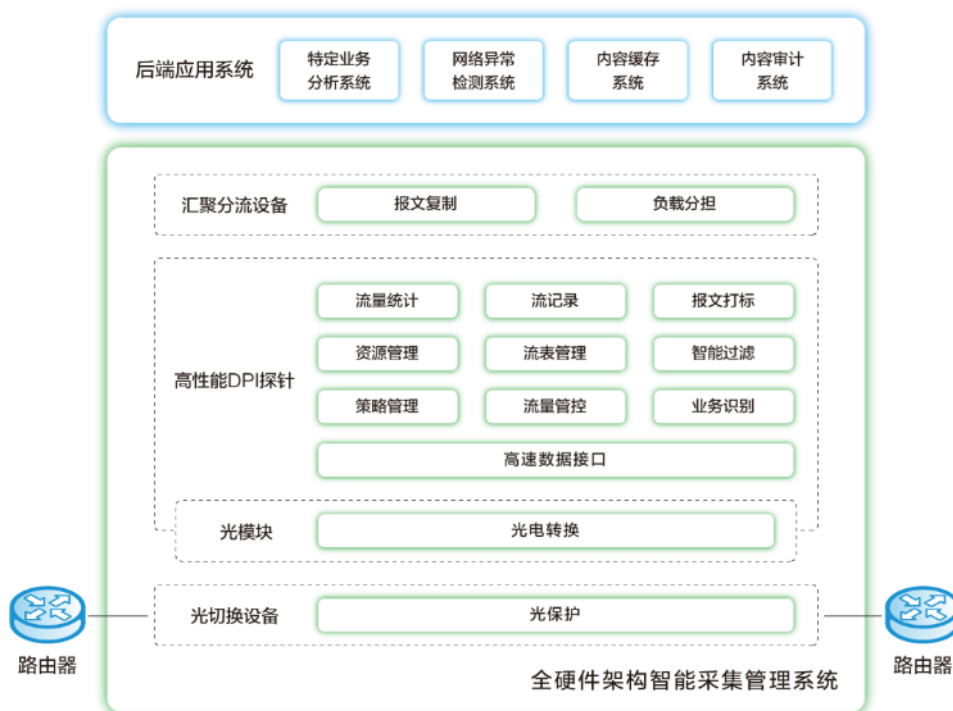 后端应用系统
特定业务
分析系统
网络异常
检测系统
内容缓存
系统
内容审计
系统
汇聚分流设备
报文复制
负载分担
高性能DPI探针
流量统计
流记录
报文打标
资源管理
流表管理
智能过滤
策略管理
流量管控
业务识别
高速数据接口
光模块
光电转换
光切换设备
光保护
路由器
路由器
全硬件架构智能采集管理系统